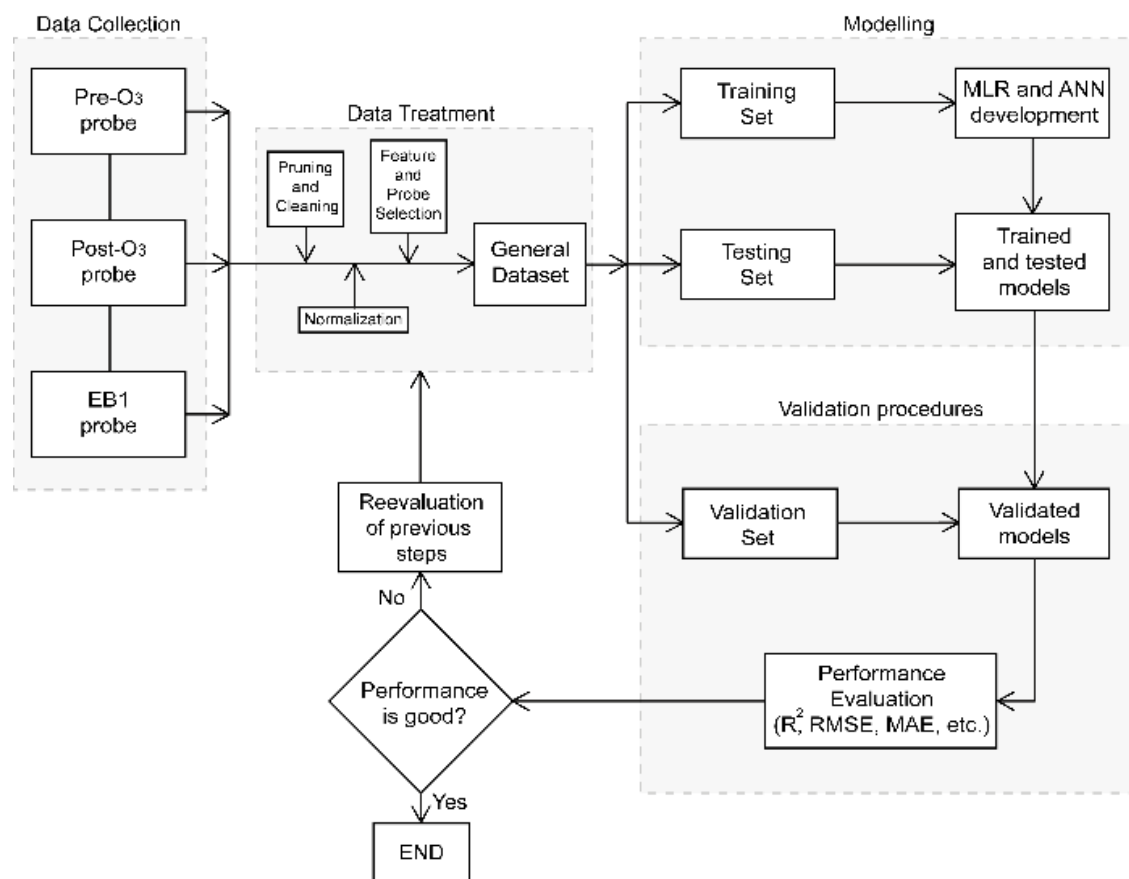 Data Collection
Pre-O3
probe
Post-O3
probe
EB1
probe
Data Treatment
Pruning
and
Cleaning
Feature
and
Probe
Selection
Normalization
General
Dataset
Modelling
Training
Set
MLR and ANN
development
Testing
Set
Trained
and tested
models
Validation procedures
Validation
Set
Validated
models
Performance
Evaluation
(R², RMSE, MAE, etc.)
Performance
is good?
No
Reevaluation
of previous
steps
Yes
END